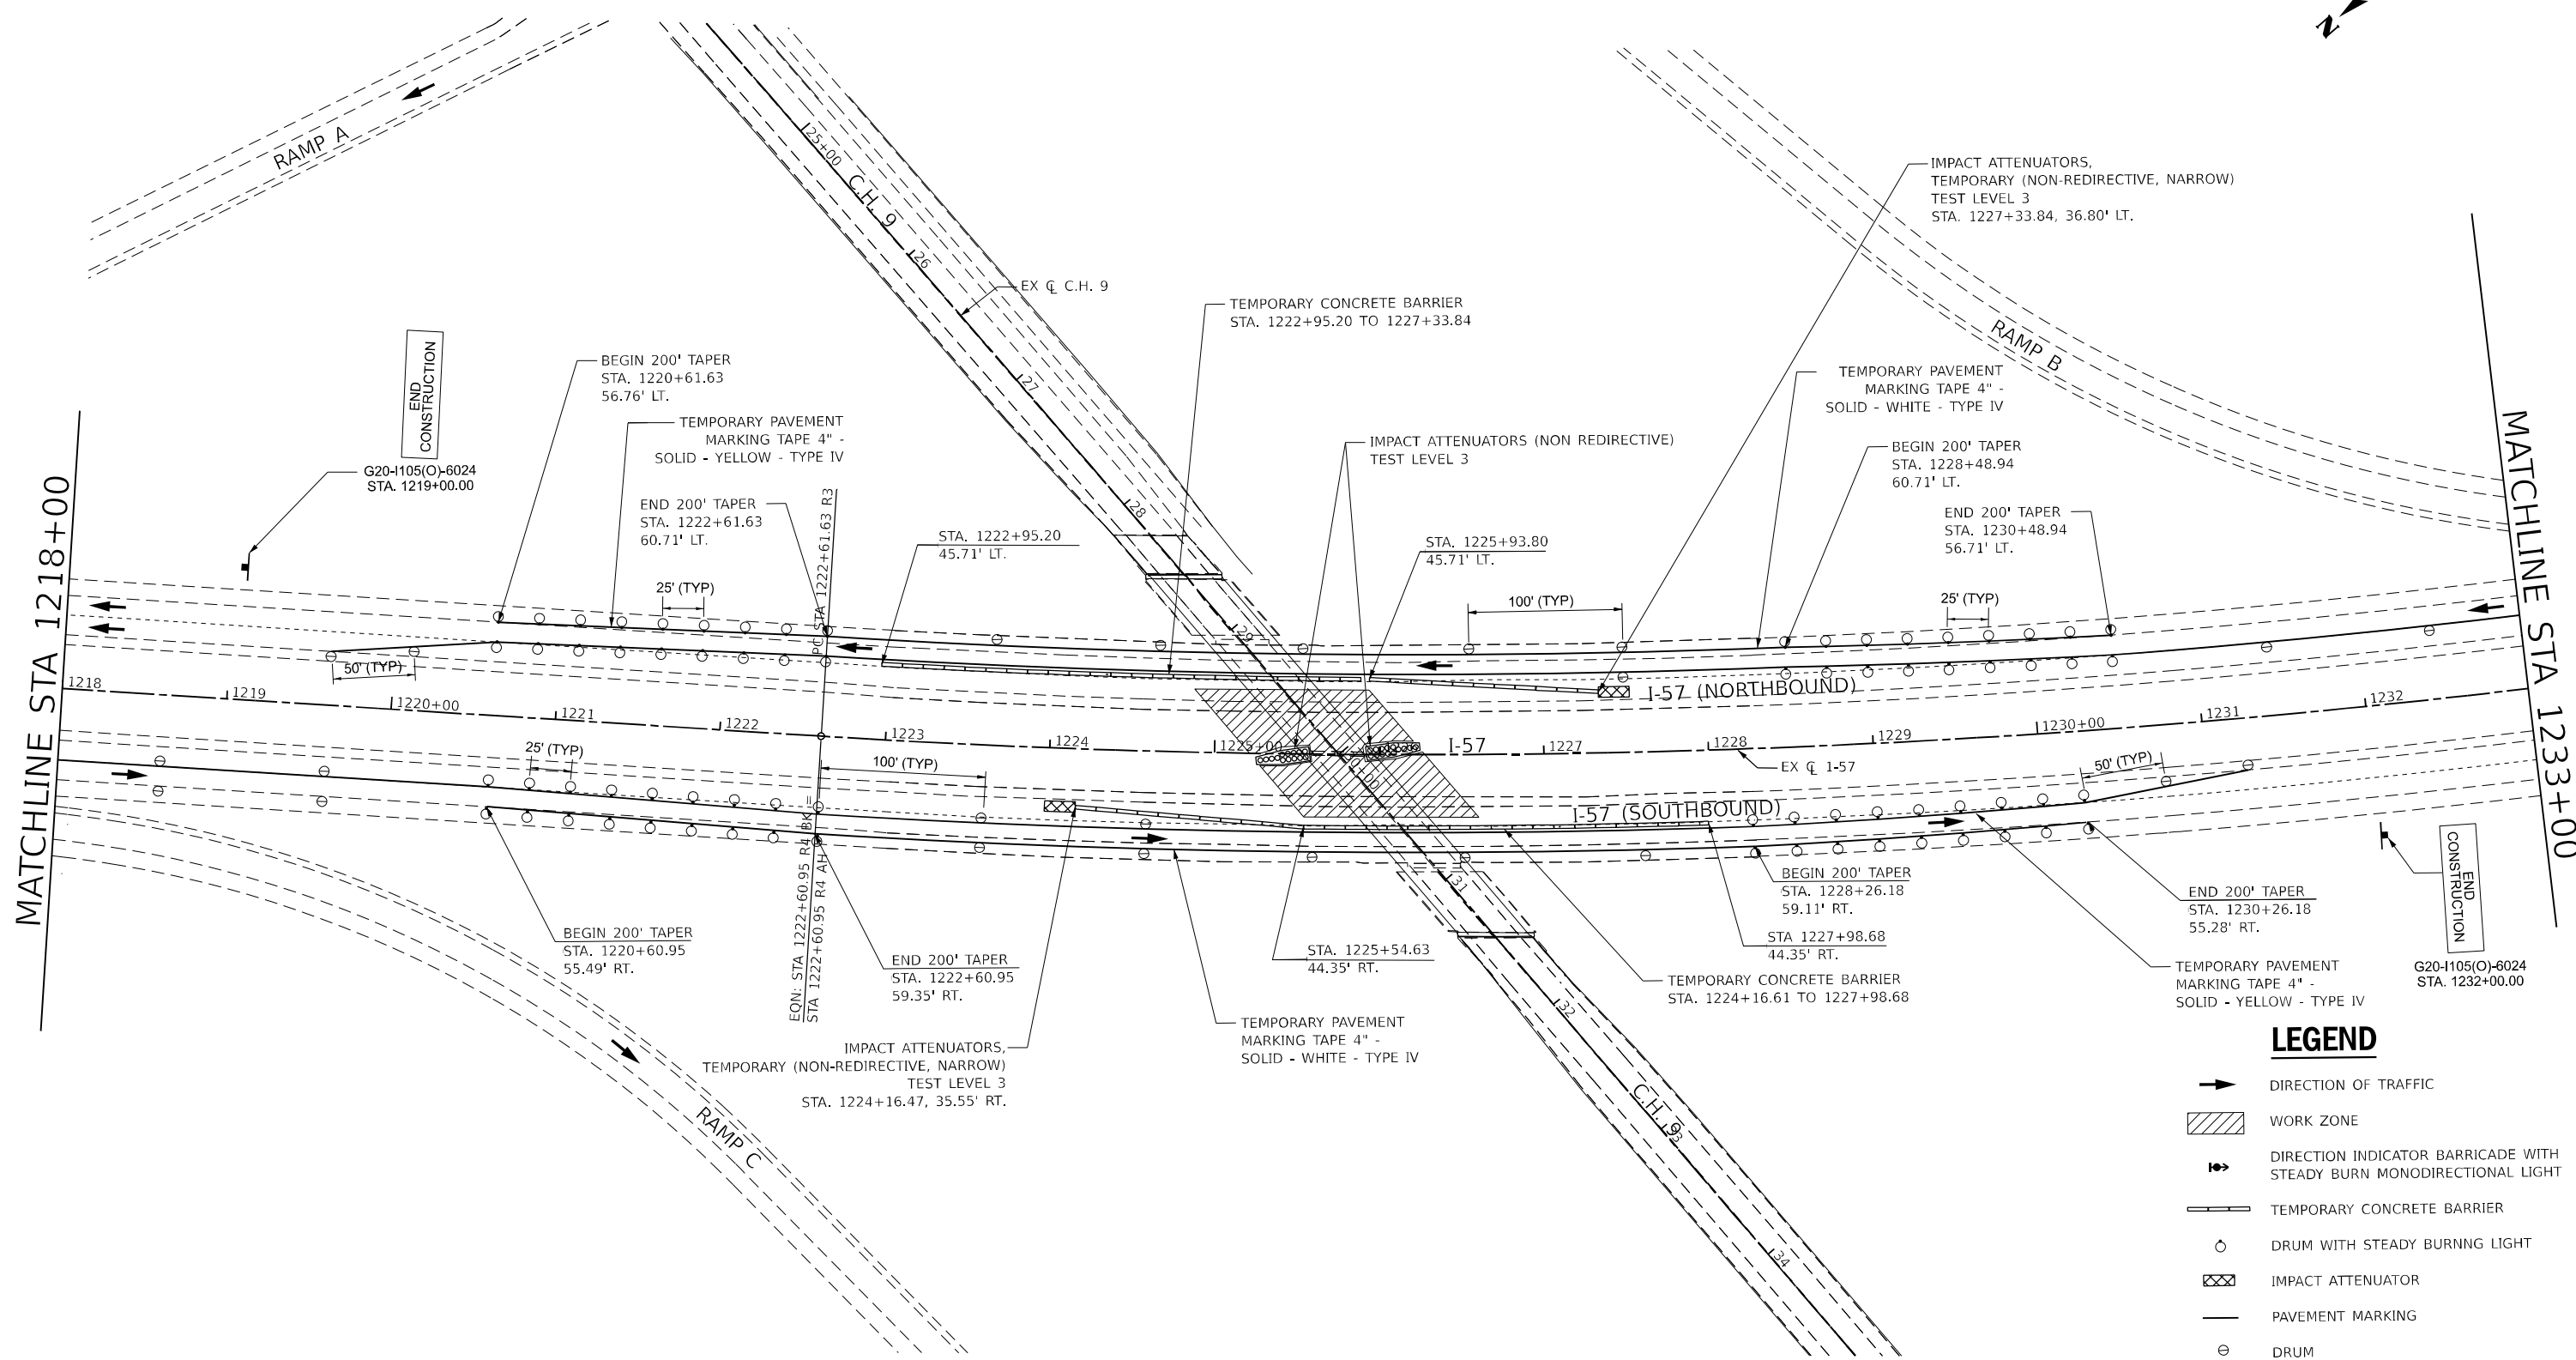 N
RAMP A
25+00
C.H. 9
26
EX ℄ C.H. 9
27
28
29
TEMPORARY CONCRETE BARRIER
STA. 1222+95.20 TO 1227+33.84
IMPACT ATTENUATORS,
TEMPORARY (NON-REDIRECTIVE, NARROW)
TEST LEVEL 3
STA. 1227+33.84, 36.80' LT.
RAMP B
END
CONSTRUCTION
G20-I105(O)-6024
STA. 1219+00.00
BEGIN 200' TAPER
STA. 1220+61.63
56.76' LT.
TEMPORARY PAVEMENT
MARKING TAPE 4" -
SOLID - YELLOW - TYPE IV
END 200' TAPER
STA. 1222+61.63
60.71' LT.
PC STA 1222+61.63 R3
25' (TYP)
STA. 1222+95.20
45.71' LT.
IMPACT ATTENUATORS (NON REDIRECTIVE)
TEST LEVEL 3
STA. 1225+93.80
45.71' LT.
100' (TYP)
TEMPORARY PAVEMENT
MARKING TAPE 4" -
SOLID - WHITE - TYPE IV
BEGIN 200' TAPER
STA. 1228+48.94
60.71' LT.
END 200' TAPER
STA. 1230+48.94
56.71' LT.
25' (TYP)
MATCHLINE STA 1218+00
MATCHLINE STA 1233+00
50' (TYP)
I-57 (NORTHBOUND)
1218
1219
1220+00
1221
1222
1223
1224
1225+00
I-57
1227
1228
1229
1230+00
1231
1232
EX ℄ 1-57
25' (TYP)
100' (TYP)
50' (TYP)
I-57 (SOUTHBOUND)
EQN: STA 1222+60.95 R4 BK =
STA 1222+60.95 R4 AH
BEGIN 200' TAPER
STA. 1220+60.95
55.49' RT.
END 200' TAPER
STA. 1222+60.95
59.35' RT.
STA. 1225+54.63
44.35' RT.
31
BEGIN 200' TAPER
STA. 1228+26.18
59.11' RT.
STA 1227+98.68
44.35' RT.
TEMPORARY CONCRETE BARRIER
STA. 1224+16.61 TO 1227+98.68
END 200' TAPER
STA. 1230+26.18
55.28' RT.
TEMPORARY PAVEMENT
MARKING TAPE 4" -
SOLID - YELLOW - TYPE IV
END
CONSTRUCTION
G20-I105(O)-6024
STA. 1232+00.00
IMPACT ATTENUATORS,
TEMPORARY (NON-REDIRECTIVE, NARROW)
TEST LEVEL 3
STA. 1224+16.47, 35.55' RT.
TEMPORARY PAVEMENT
MARKING TAPE 4" -
SOLID - WHITE - TYPE IV
32
C.H. 9
33
34
RAMP C
LEGEND
DIRECTION OF TRAFFIC
WORK ZONE
DIRECTION INDICATOR BARRICADE WITH
STEADY BURN MONODIRECTIONAL LIGHT
TEMPORARY CONCRETE BARRIER
DRUM WITH STEADY BURNNG LIGHT
IMPACT ATTENUATOR
PAVEMENT MARKING
DRUM